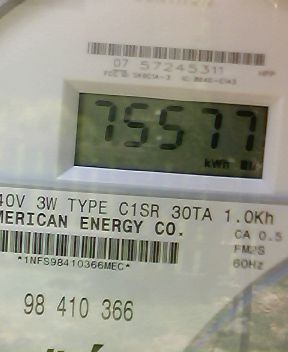 07 57245311
75577
kWh
40V 3W TYPE C1SR 30TA 1.0Kh
MERICAN ENERGY CO.
CA 0.5
FM2S
60Hz
*1NFS98410366MEC*
98 410 366